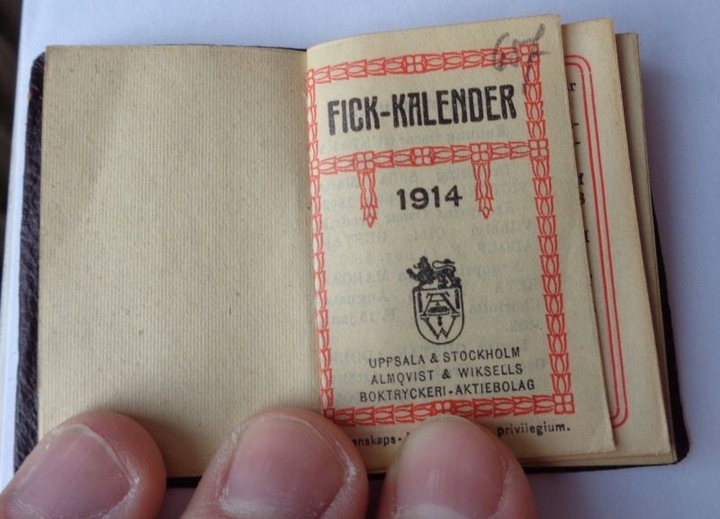 FICK-KALENDER
1914
UPPSALA & STOCKHOLM
ALMQVIST & WIKSELLS
BOKTRYCKERI-AKTIEBOLAG
privilegium.